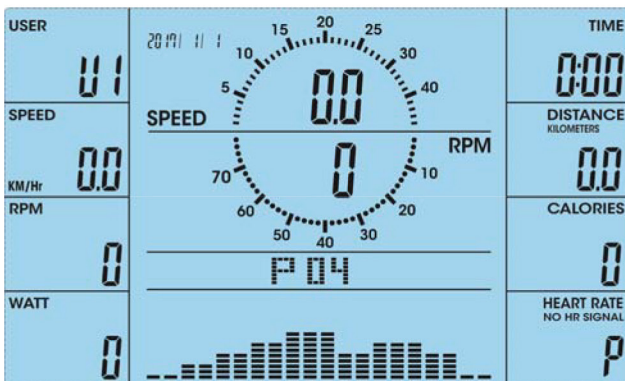 USER
U1
SPEED
KM/Hr 0.0
RPM
0
WATT
0
2017/ 1/ 1
5 10 15 20 25 30 40
0.0
SPEED
RPM
0
70 60 50 40 30 20 10
P04
TIME
0:00
DISTANCE
KILOMETERS
0.0
CALORIES
0
HEART RATE
NO HR SIGNAL
P